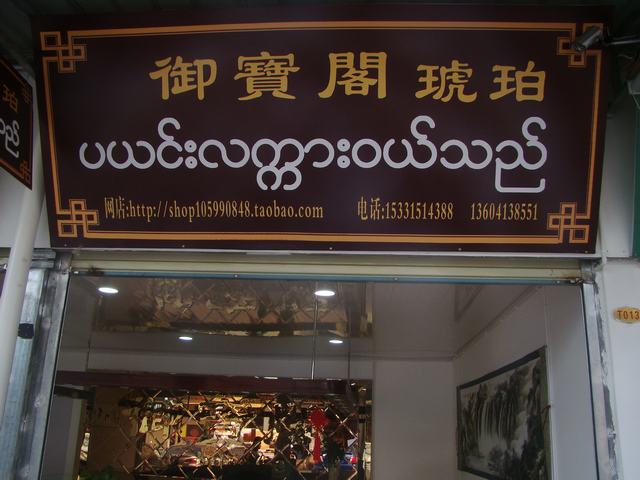 御寶閣琥珀
ပယင်းလက္ကားဝယ်သည်
网店:http://shop105990848.taobao.com 电话:15331514388 13604138551
珀
T013